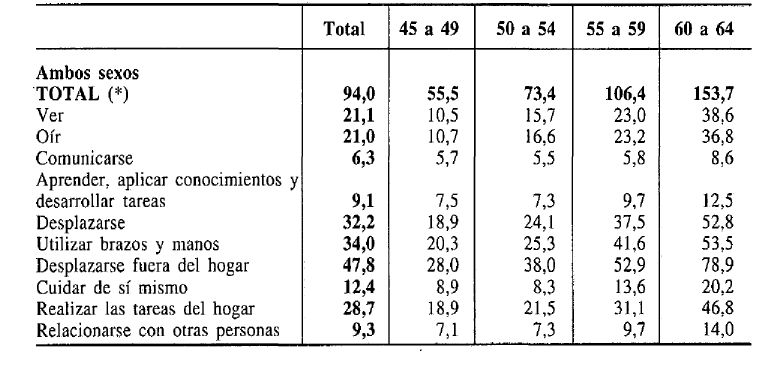 Total 45 a 49 50 a 54 55 a 59 60 a 64
Ambos sexos
TOTAL (*) 94,0 55,5 73,4 106,4 153,7
Ver 21,1 10,5 15,7 23,0 38,6
Oír 21,0 10,7 16,6 23,2 36,8
Comunicarse 6,3 5,7 5,5 5,8 8,6
Aprender, aplicar conocimientos y
desarrollar tareas 9,1 7,5 7,3 9,7 12,5
Desplazarse 32,2 18,9 24,1 37,5 52,8
Utilizar brazos y manos 34,0 20,3 25,3 41,6 53,5
Desplazarse fuera del hogar 47,8 28,0 38,0 52,9 78,9
Cuidar de sí mismo 12,4 8,9 8,3 13,6 20,2
Realizar las tareas del hogar 28,7 18,9 21,5 31,1 46,8
Relacionarse con otras personas 9,3 7,1 7,3 9,7 14,0